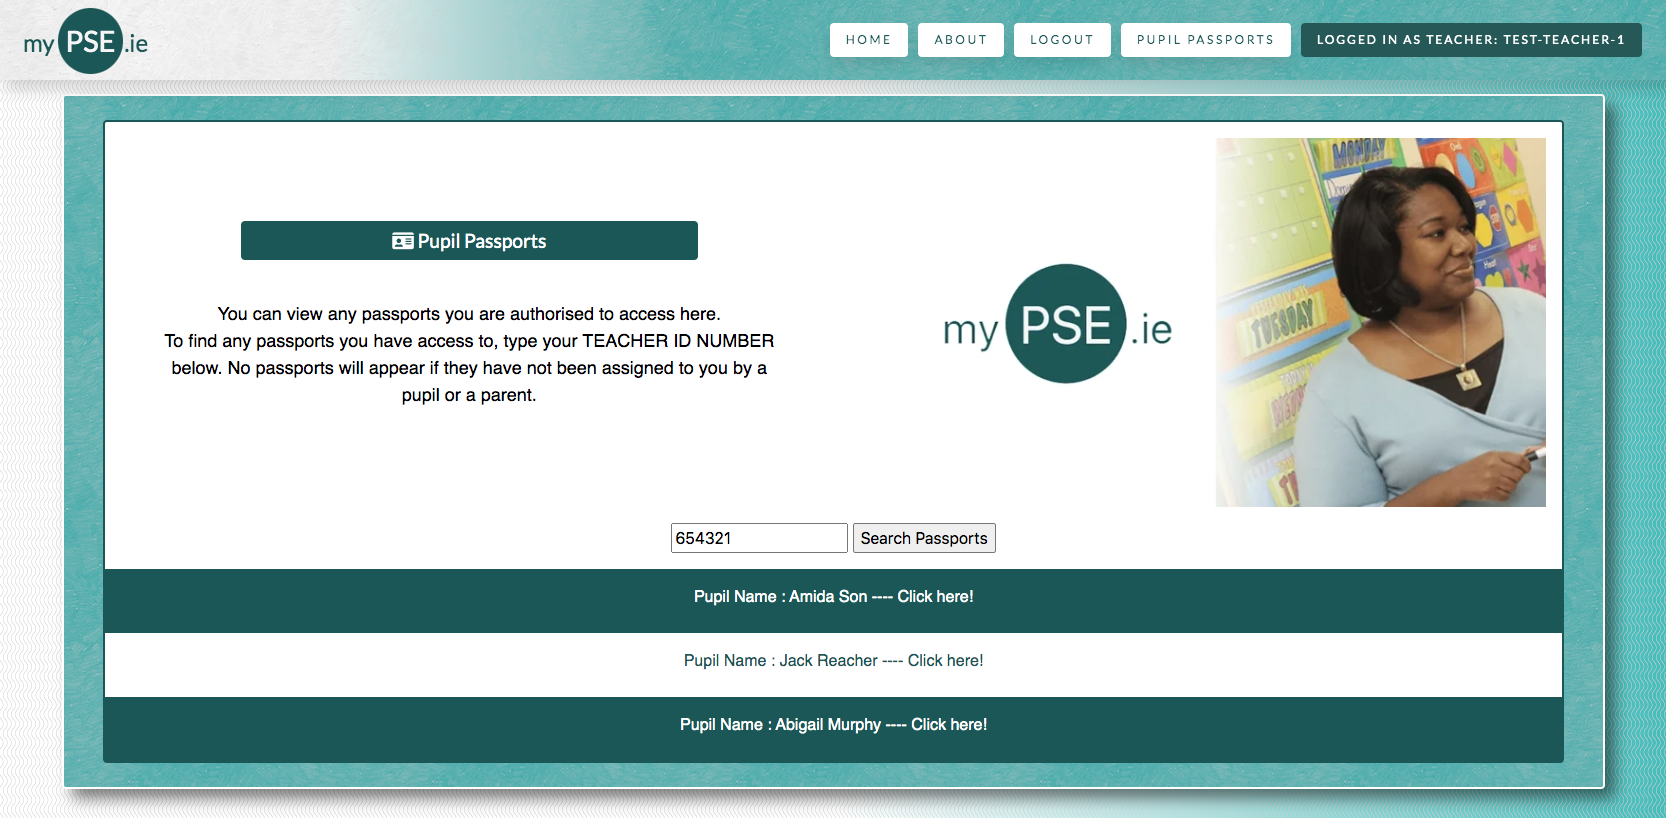 my PSE .ie
HOME
ABOUT
LOGOUT
PUPIL PASSPORTS
LOGGED IN AS TEACHER: TEST-TEACHER-1
Pupil Passports
You can view any passports you are authorised to access here.
To find any passports you have access to, type your TEACHER ID NUMBER
below. No passports will appear if they have not been assigned to you by a
pupil or a parent.
my PSE .ie
MONDAY
TUESDAY
654321
Search Passports
Pupil Name : Amida Son ---- Click here!
Pupil Name : Jack Reacher ---- Click here!
Pupil Name : Abigail Murphy ---- Click here!